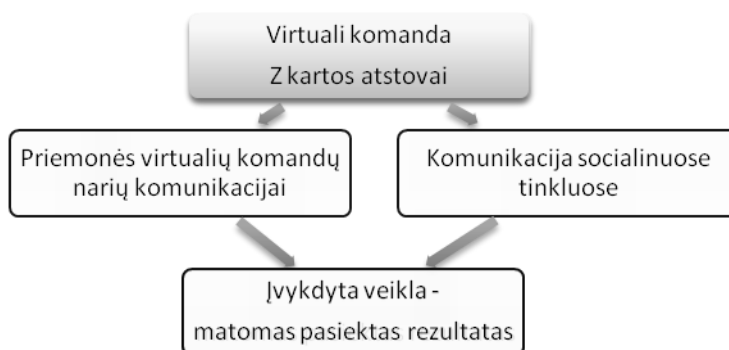 Virtuali komanda
Z kartos atstovai
Priemonės virtualių komandų
narių komunikacijai
Komunikacija socialinuose
tinkluose
Įvykdyta veikla -
matomas pasiektas rezultatas